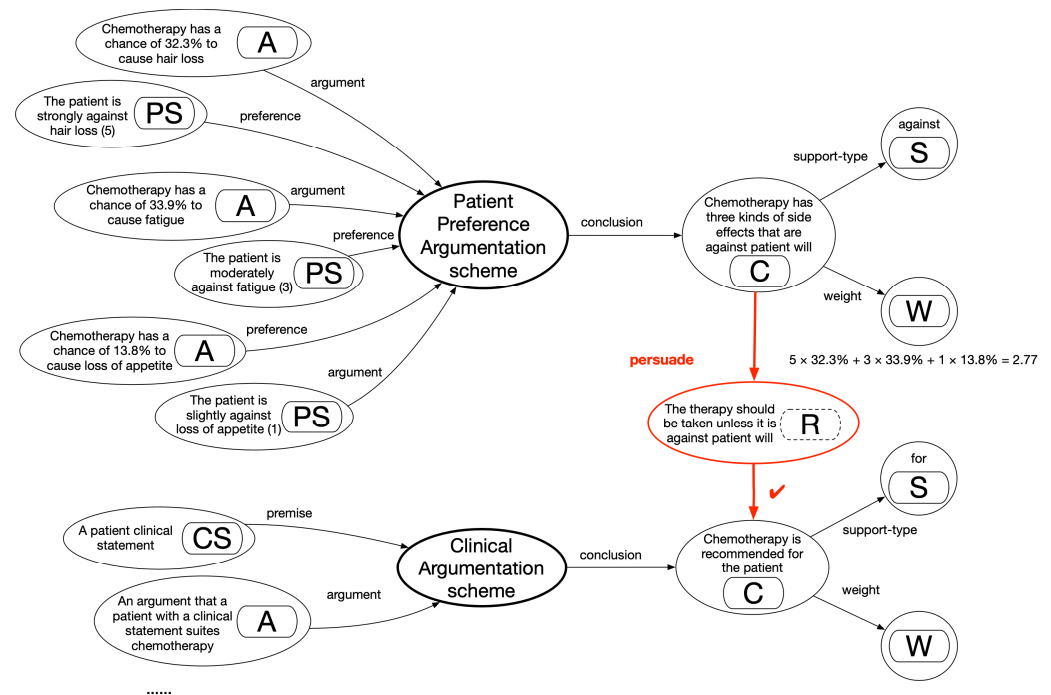 Chemotherapy has a
chance of 32.3% to
cause hair loss
A
argument
The patient is
strongly against
hair loss (5)
PS
preference
Chemotherapy has a
chance of 33.9% to
cause fatigue
A
argument
The patient is
moderately
against fatigue (3)
PS
preference
Chemotherapy has a
chance of 13.8% to
cause loss of appetite
A
preference
The patient is
slightly against
loss of appetite (1)
PS
argument
Patient
Preference
Argumentation
scheme
conclusion
Chemotherapy has
three kinds of side
effects that are
against patient will
C
support-type
against
S
weight
W
5 × 32.3% + 3 × 33.9% + 1 × 13.8% = 2.77
persuade
The therapy should
be taken unless it is
against patient will
R
✔
A patient clinical
statement
CS
premise
An argument that a
patient with a clinical
statement suites
chemotherapy
A
argument
Clinical
Argumentation
scheme
conclusion
Chemotherapy is
recommended for
the patient
C
support-type
for
S
weight
W
......